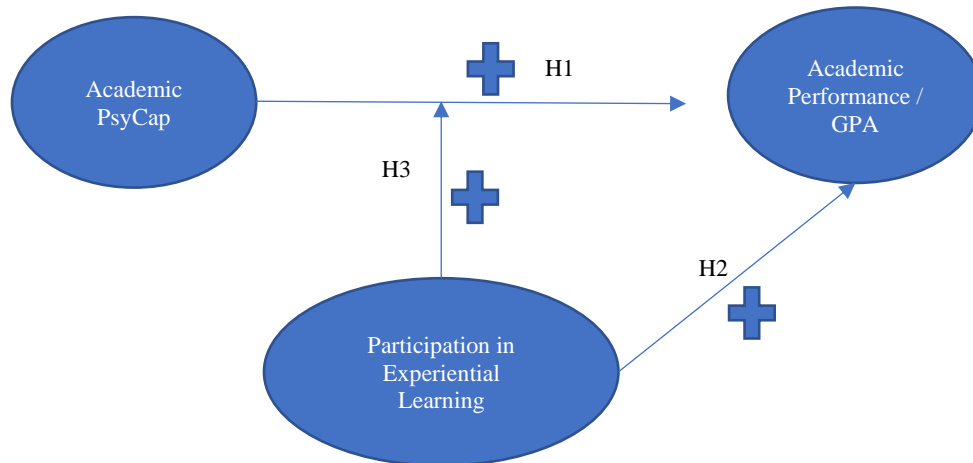 Academic
PsyCap
H1
Academic
Performance /
GPA
H3
H2
Participation in
Experiential
Learning